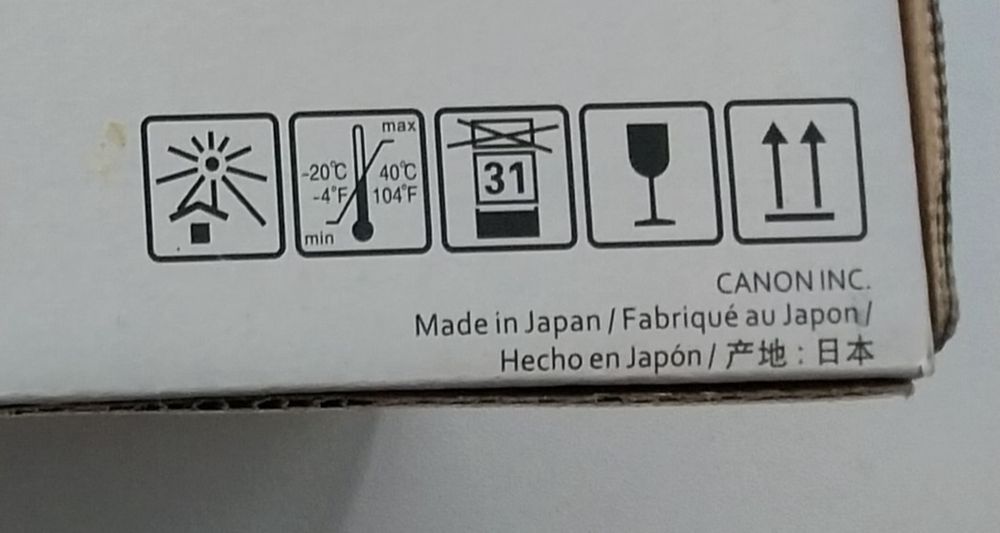 max
-20℃ 40℃
-4°F 104°F
min
31
CANON INC.
Made in Japan / Fabriqué au Japon /
Hecho en Japón / 产地 : 日本